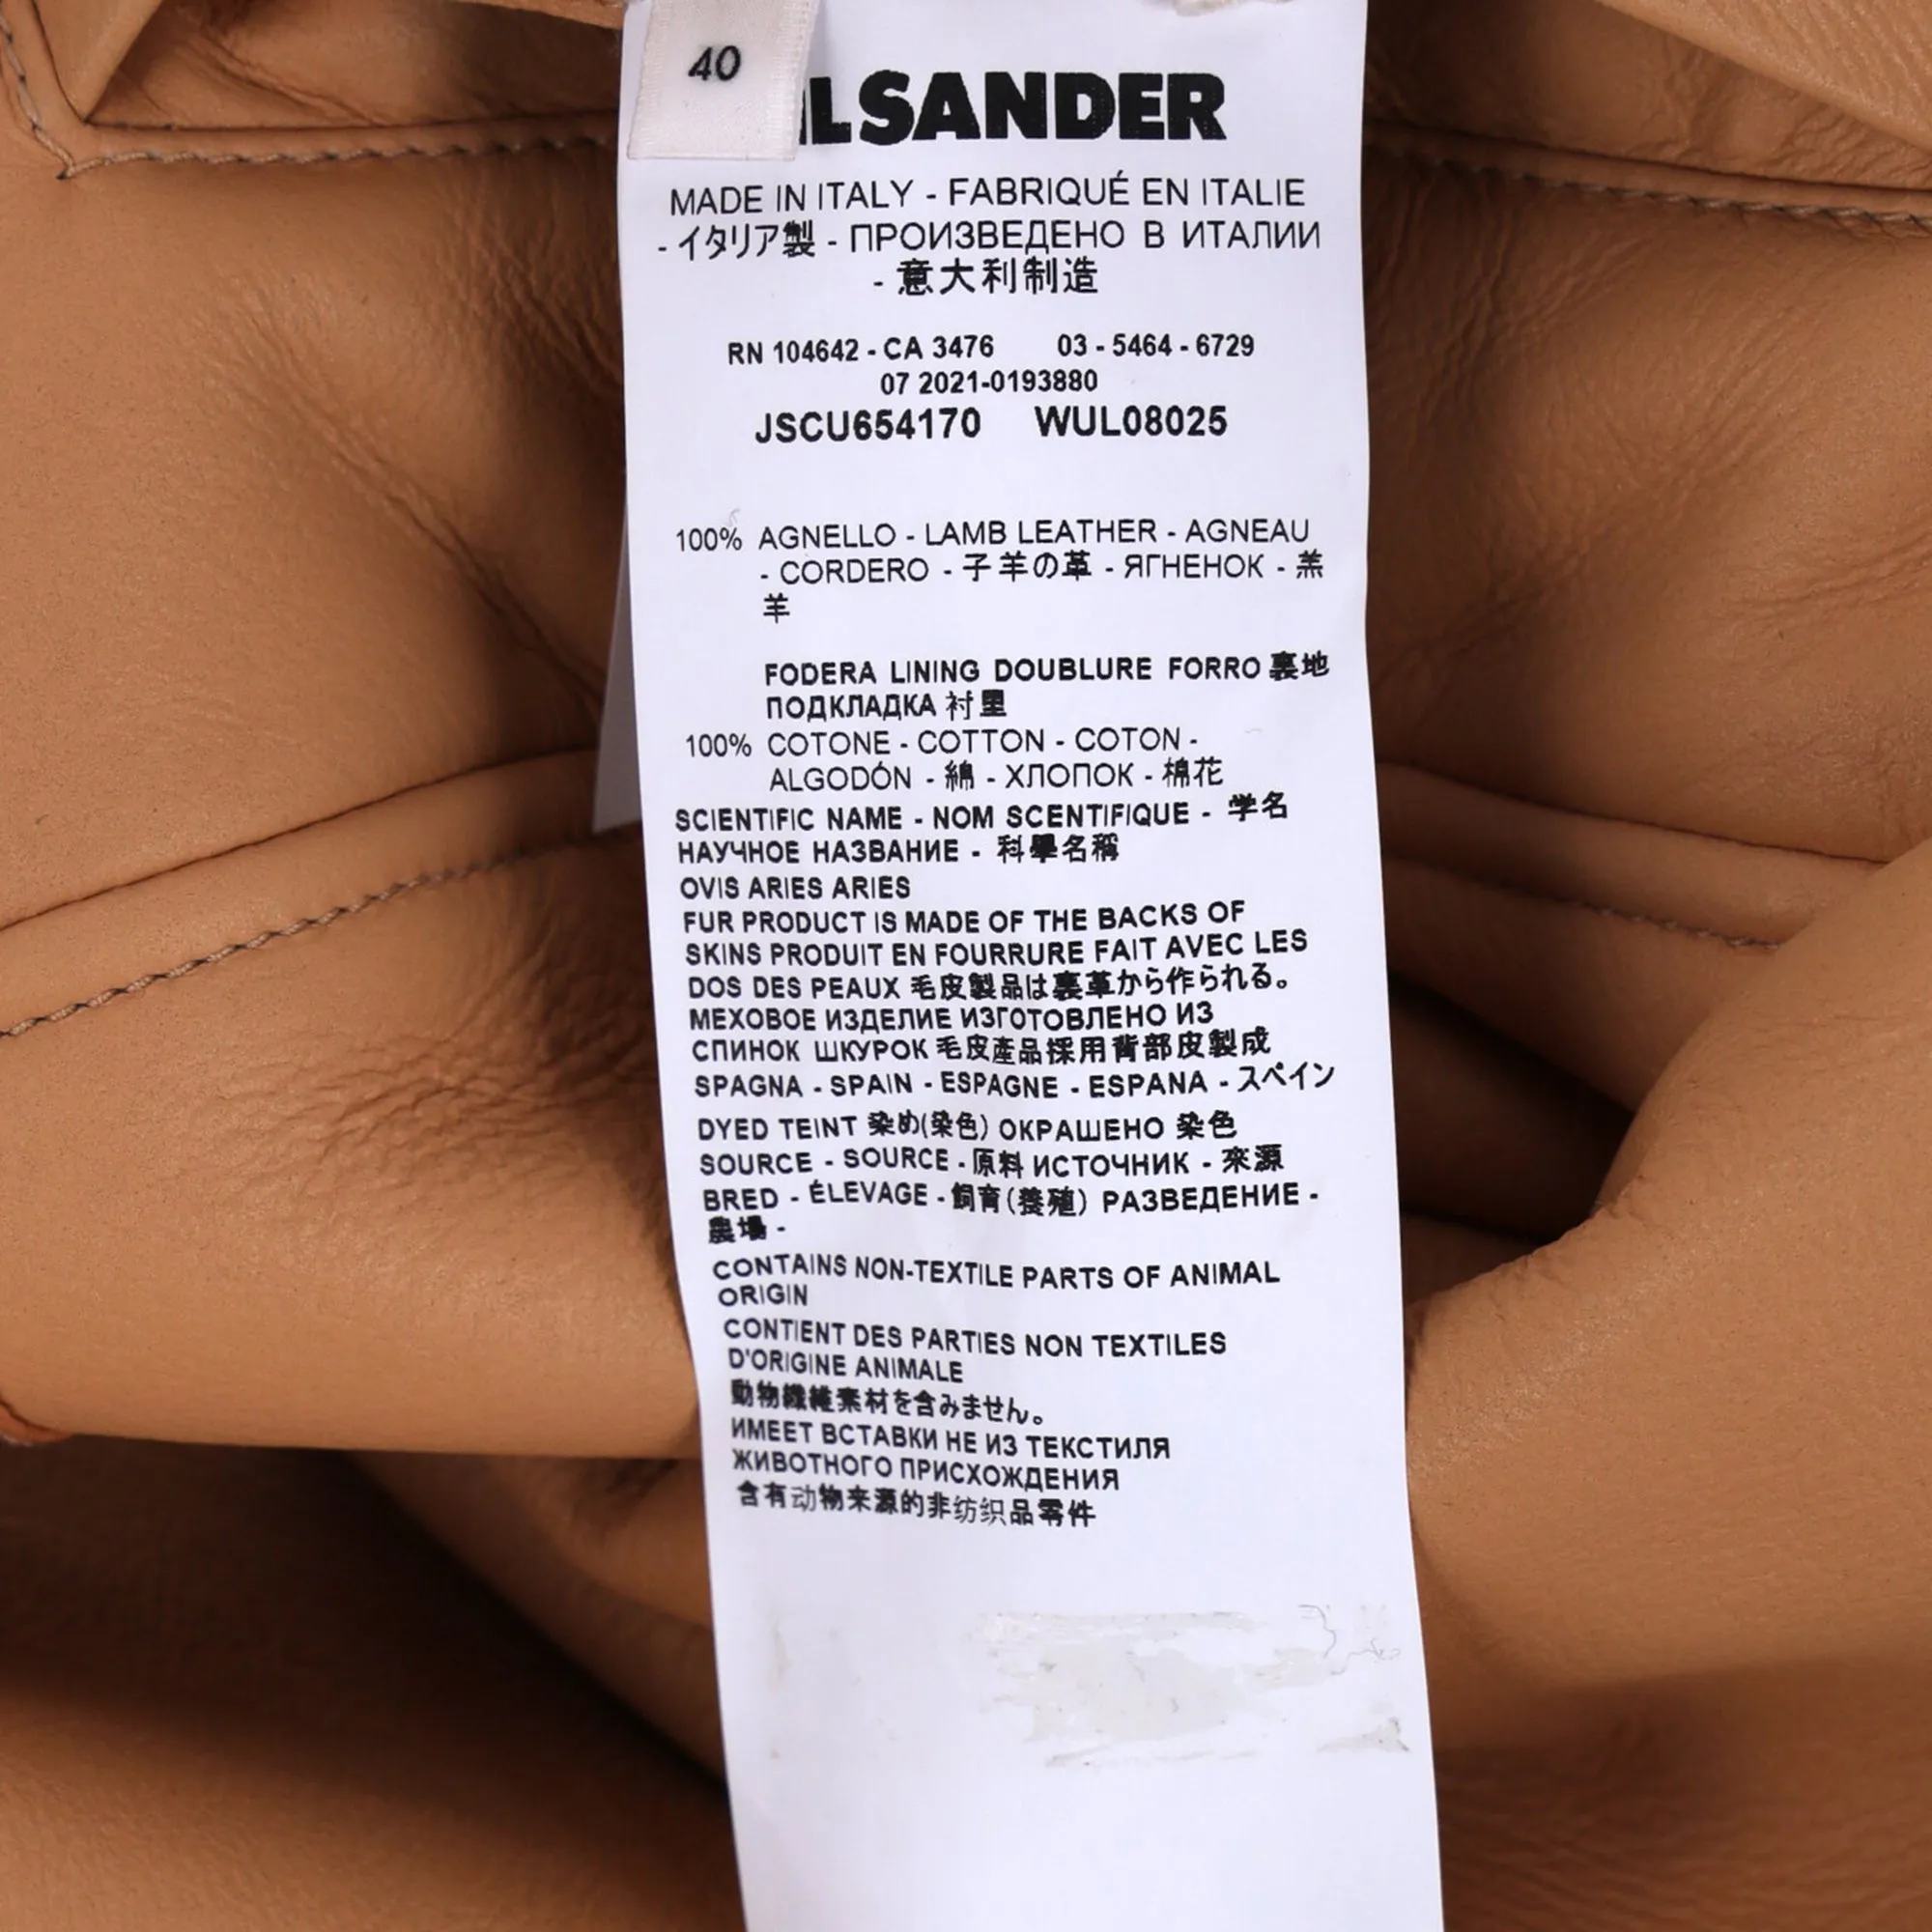 40
IL SANDER
MADE IN ITALY - FABRIQUÉ EN ITALIE
- イタリア製 - ПРОИЗВЕДЕНО В ИТАЛИИ
- 意大利制造
RN 104642 - CA 3476 03 - 5464 - 6729
07 2021-0193880
JSCU654170 WUL08025
100% AGNELLO - LAMB LEATHER - AGNEAU
- CORDERO - 子羊の革 - ЯГНЕНОК - 羔
羊
FODERA LINING DOUBLURE FORRO 裏地
ПОДКЛАДКА 衬里
100% COTONE - COTTON - COTON -
ALGODÓN - 綿 - ХЛОПОК - 棉花
SCIENTIFIC NAME - NOM SCENTIFIQUE - 学名
НАУЧНОЕ НАЗВАНИЕ - 科學名稱
OVIS ARIES ARIES
FUR PRODUCT IS MADE OF THE BACKS OF
SKINS PRODUIT EN FOURRURE FAIT AVEC LES
DOS DES PEAUX 毛皮製品は裏革から作られる。
МЕХОВОЕ ИЗДЕЛИЕ ИЗГОТОВЛЕНО ИЗ
СПИНОК ШКУРОК 毛皮產品採用背部皮製成
SPAGNA - SPAIN - ESPAGNE - ESPANA - スペイン
DYED TEINT 染め(染色) ОКРАШЕНО 染色
SOURCE - SOURCE - 原料 ИСТОЧНИК - 來源
BRED - ÉLEVAGE - 飼育(養殖) РАЗВЕДЕНИЕ -
農場 -
CONTAINS NON-TEXTILE PARTS OF ANIMAL
ORIGIN
CONTIENT DES PARTIES NON TEXTILES
D'ORIGINE ANIMALE
動物繊維素材を含みません。
ИМЕЕТ ВСТАВКИ НЕ ИЗ ТЕКСТИЛЯ
ЖИВОТНОГО ПРИСХОЖДЕНИЯ
含有动物来源的非纺织品零件